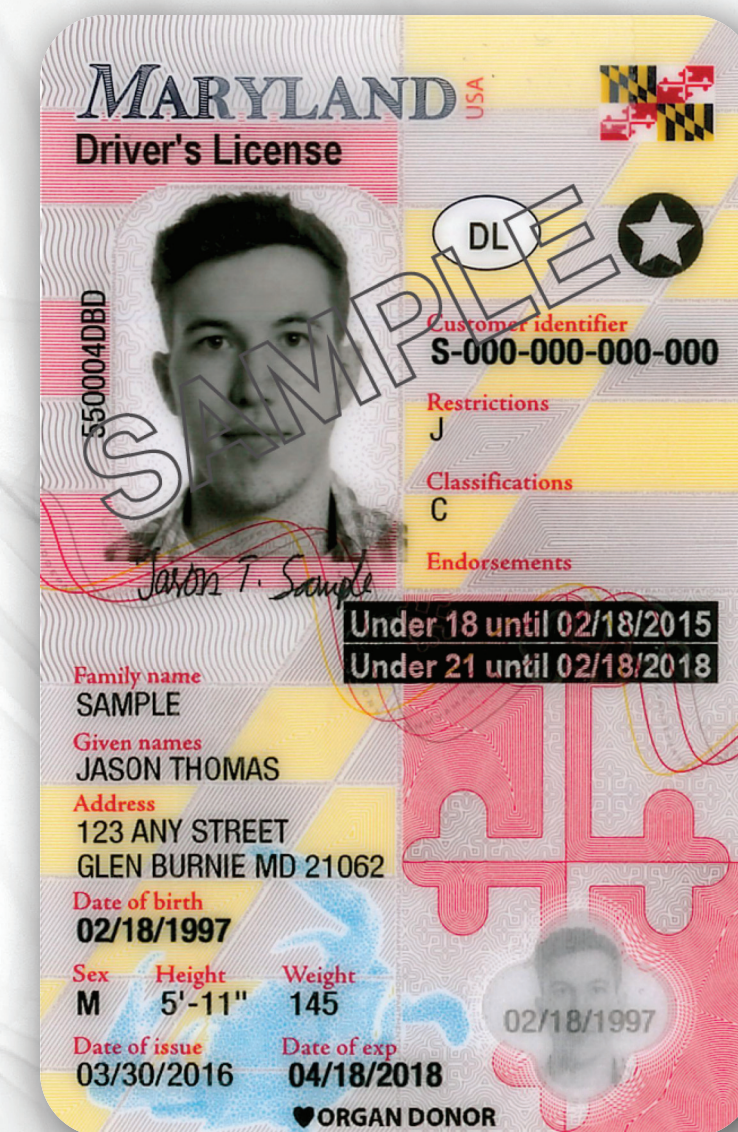 MARYLAND USA
Driver's License
DL
SAMPLE
550004DBD
Customer identifier
S-000-000-000-000
Restrictions
J
Classifications
C
Endorsements
Jason T. Sample
Under 18 until 02/18/2015
Under 21 until 02/18/2018
Family name
SAMPLE
Given names
JASON THOMAS
Address
123 ANY STREET
GLEN BURNIE MD 21062
Date of birth
02/18/1997
Sex Height Weight
M 5'-11" 145
02/18/1997
Date of issue Date of exp
03/30/2016 04/18/2018
ORGAN DONOR